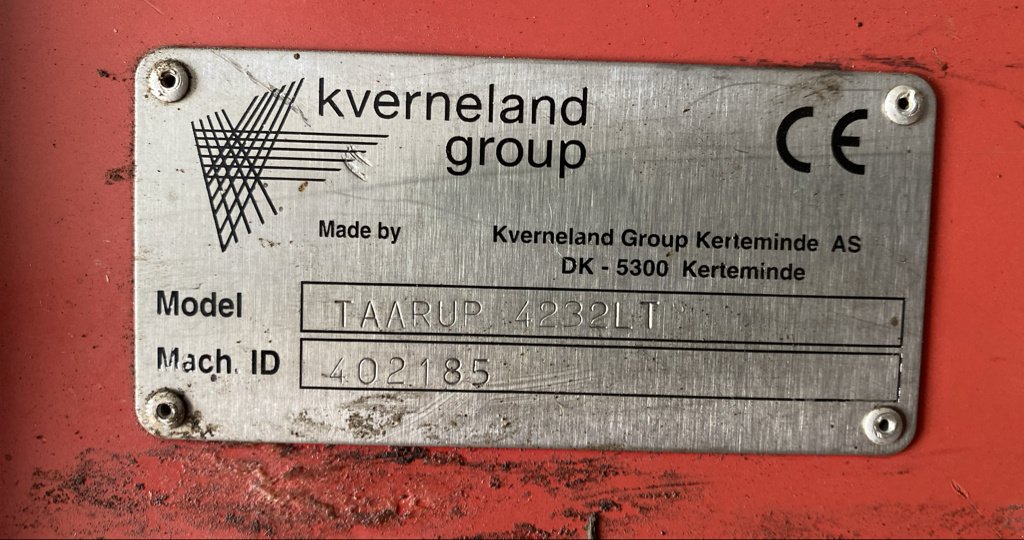 kverneland
group
CE
Made by Kverneland Group Kerteminde AS
DK - 5300 Kerteminde
Model TAARUP 4232LT
Mach. ID 402185